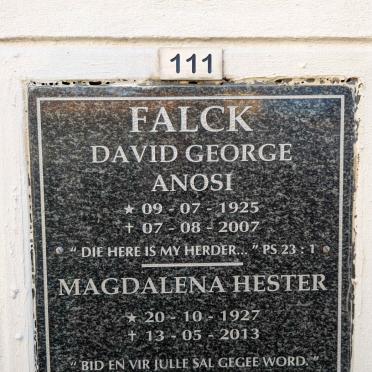 111
FALCK
DAVID GEORGE
ANOSI
★ 09 - 07 - 1925
✝ 07 - 08 - 2007
“ DIE HERE IS MY HERDER... ” PS 23 : 1
MAGDALENA HESTER
★ 20 - 10 - 1927
✝ 13 - 05 - 2013
“ BID EN VIR JULLE SAL GEGEE WORD. ”